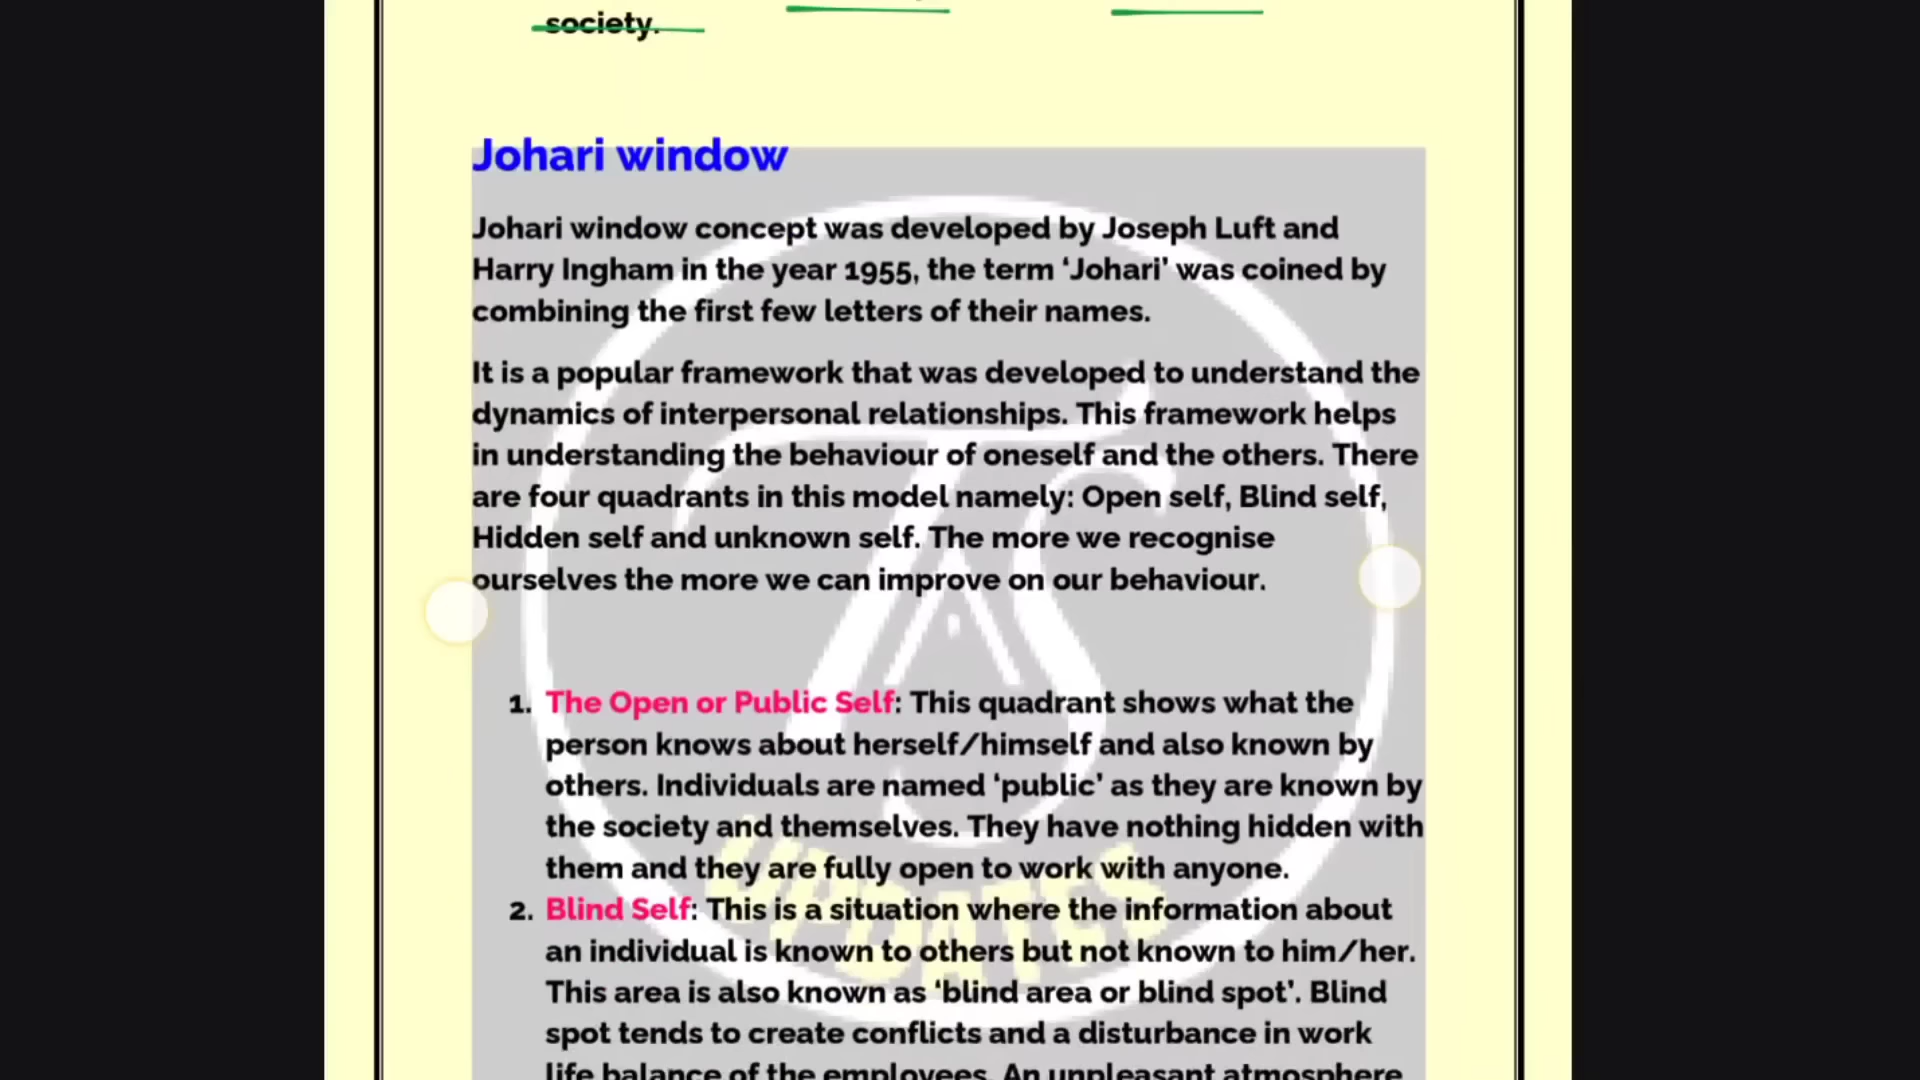 society.
Johari window
Johari window concept was developed by Joseph Luft and
Harry Ingham in the year 1955, the term ‘Johari’ was coined by
combining the first few letters of their names.
It is a popular framework that was developed to understand the
dynamics of interpersonal relationships. This framework helps
in understanding the behaviour of oneself and the others. There
are four quadrants in this model namely: Open self, Blind self,
Hidden self and unknown self. The more we recognise
ourselves the more we can improve on our behaviour.
1. The Open or Public Self: This quadrant shows what the
person knows about herself/himself and also known by
others. Individuals are named ‘public’ as they are known by
the society and themselves. They have nothing hidden with
them and they are fully open to work with anyone.
2. Blind Self: This is a situation where the information about
an individual is known to others but not known to him/her.
This area is also known as ‘blind area or blind spot’. Blind
spot tends to create conflicts and a disturbance in work
life balance of the employees. An unpleasant atmosphere
UPDATES